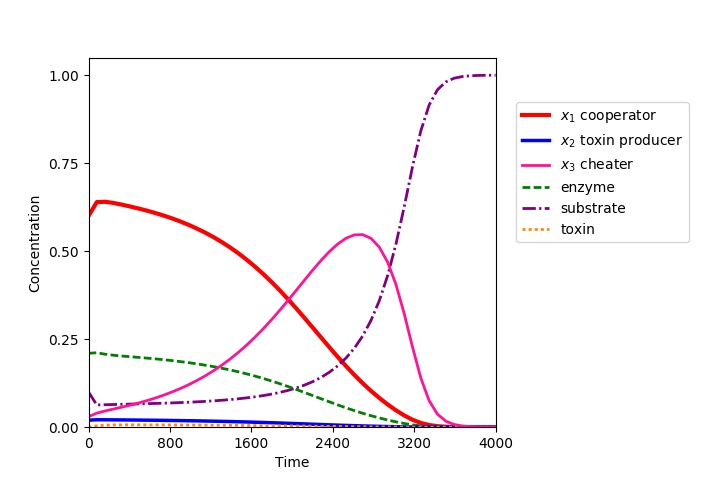 1.00
0.75
0.50
0.25
0.00
0 800 1600 2400 3200 4000
Concentration
Time
x₁ cooperator
x₂ toxin producer
x₃ cheater
enzyme
substrate
toxin